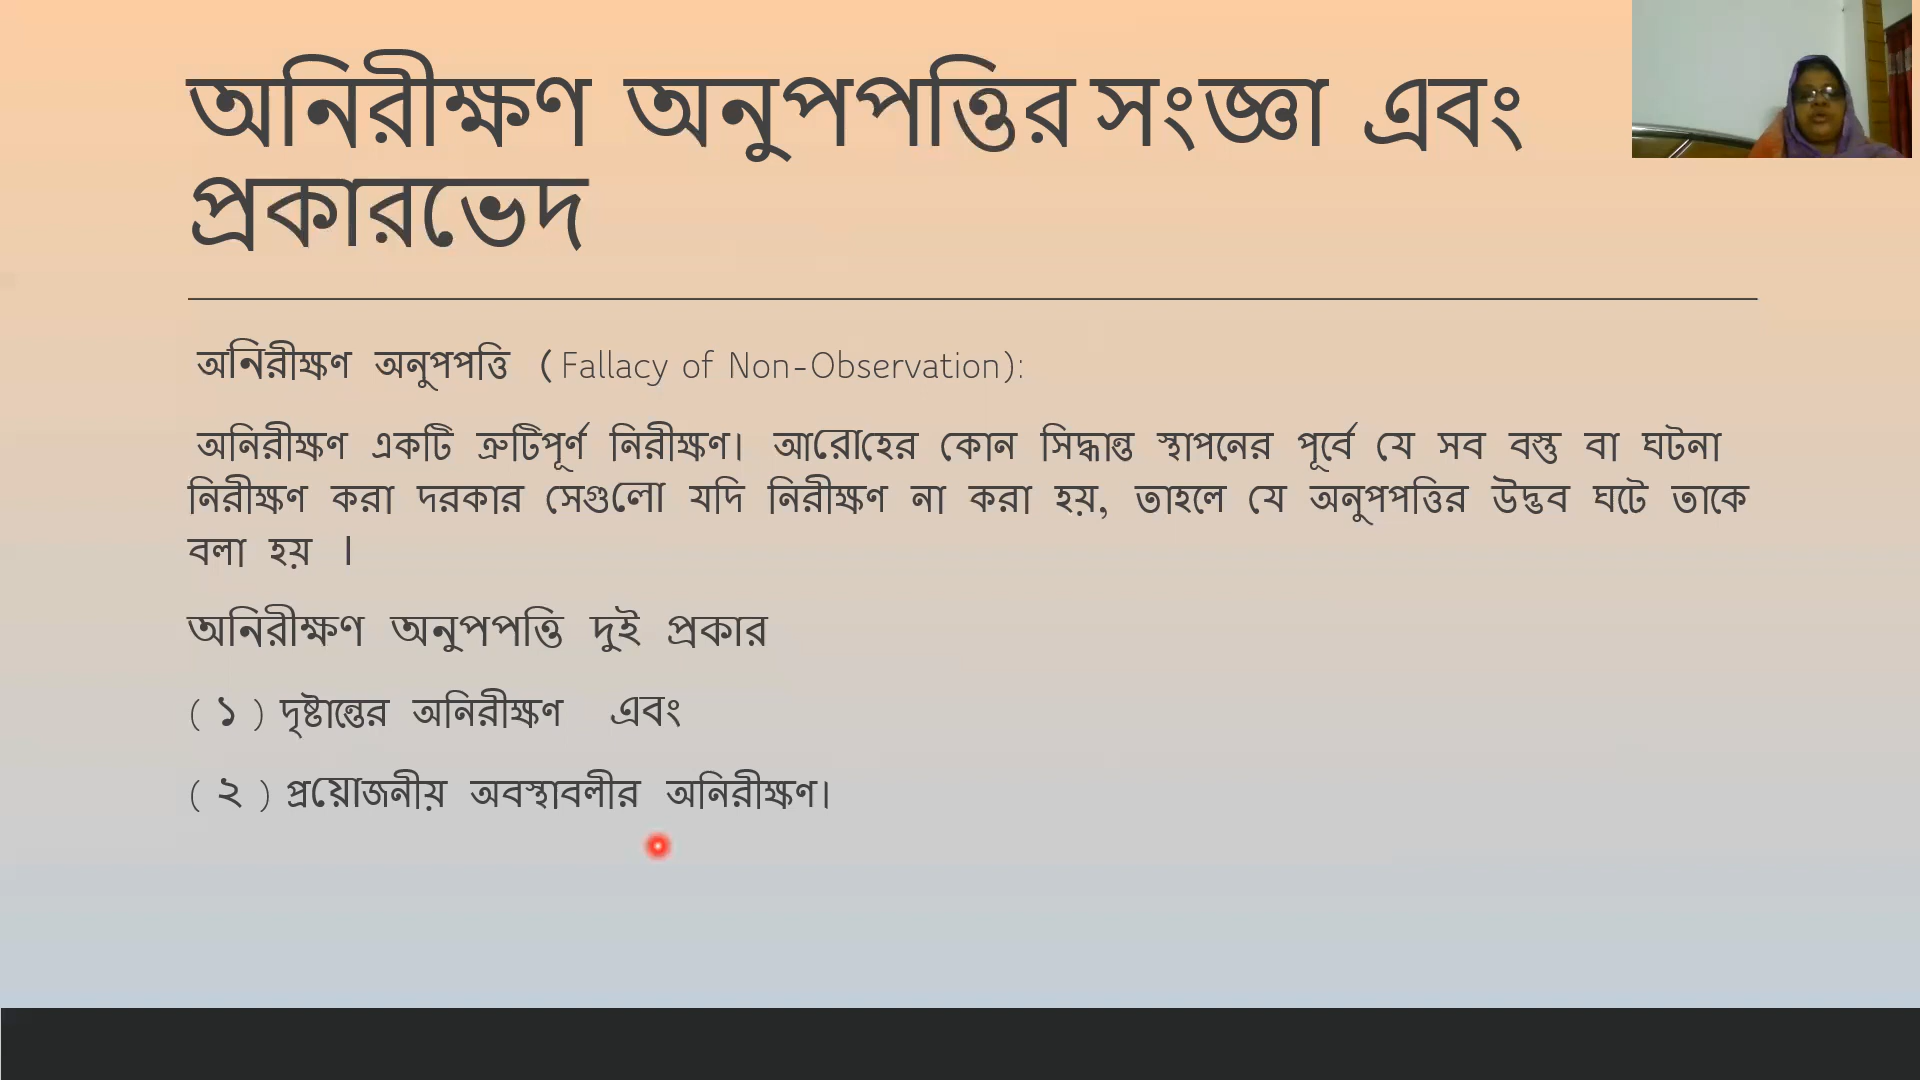 অনিরীক্ষণ অনুপপত্তির সংজ্ঞা এবং
প্রকারভেদ
অনিরীক্ষণ অনুপপত্তি (Fallacy of Non-Observation):
অনিরীক্ষণ একটি ত্রুটিপূর্ণ নিরীক্ষণ। আরোহের কোন সিদ্ধান্ত স্থাপনের পূর্বে যে সব বস্তু বা ঘটনা
নিরীক্ষণ করা দরকার সেগুলো যদি নিরীক্ষণ না করা হয়, তাহলে যে অনুপপত্তির উদ্ভব ঘটে তাকে
বলা হয় ।
অনিরীক্ষণ অনুপপত্তি দুই প্রকার
( ১ ) দৃষ্টান্তের অনিরীক্ষণ এবং
( ২ ) প্রয়োজনীয় অবস্থাবলীর অনিরীক্ষণ।